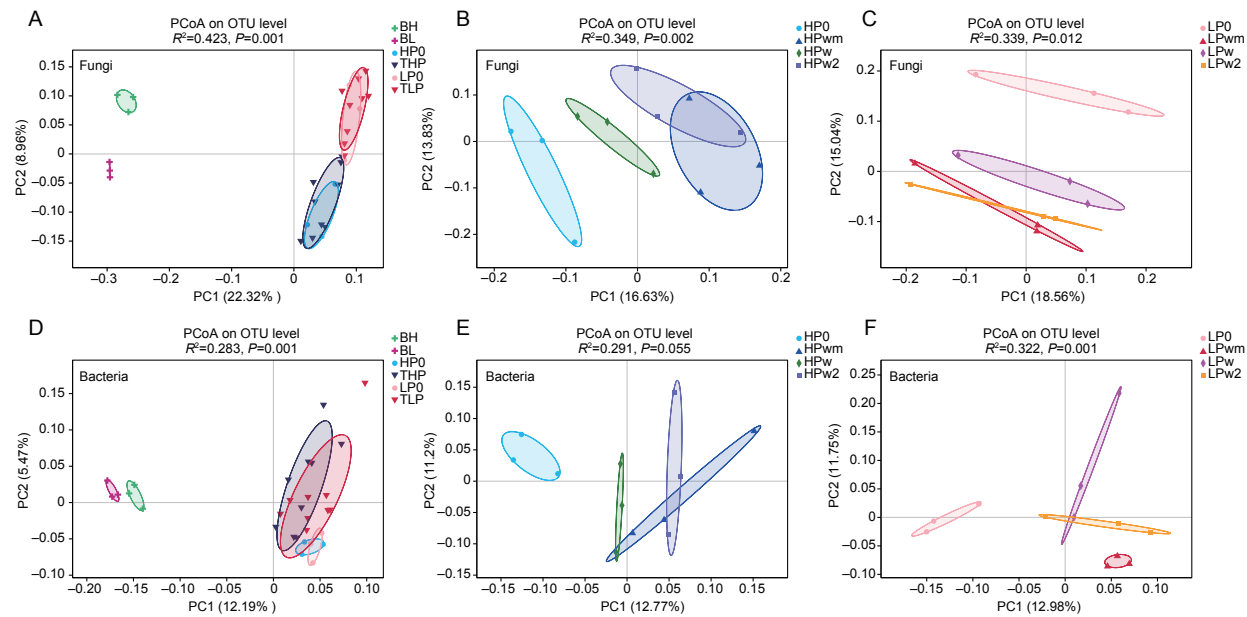 A
PCoA on OTU level
R²=0.423, P=0.001
Fungi
BH
BL
HP0
THP
LP0
TLP
0.15
0.10
0.05
0
−0.05
−0.10
−0.15
PC2 (8.96%)
−0.3
−0.2
−0.1
0
0.1
PC1 (22.32% )
B
PCoA on OTU level
R²=0.349, P=0.002
Fungi
HP0
HPwm
HPw
HPw2
0.1
0
−0.1
−0.2
PC2 (13.83%)
−0.2
−0.1
0
0.1
0.2
PC1 (16.63%)
C
PCoA on OTU level
R²=0.339, P=0.012
Fungi
LP0
LPwm
LPw
LPw2
0.2
0.1
0
−0.1
PC2 (15.04%)
−0.2
−0.1
0
0.1
0.2
PC1 (18.56%)
D
PCoA on OTU level
R²=0.283, P=0.001
Bacteria
BH
BL
HP0
THP
LP0
TLP
0.15
0.10
0.05
0
−0.05
−0.10
PC2 (5.47%)
−0.20
−0.15
−0.10
−0.05
0
0.05
0.10
PC1 (12.19% )
E
PCoA on OTU level
R²=0.291, P=0.055
Bacteria
HP0
HPwm
HPw
HPw2
0.15
0.10
0.05
0
−0.05
−0.10
−0.15
PC2 (11.2%)
−0.15
−0.10
−0.05
0
0.05
0.10
0.15
PC1 (12.77%)
F
PCoA on OTU level
R²=0.322, P=0.001
Bacteria
LP0
LPwm
LPw
LPw2
0.25
0.20
0.15
0.10
0.05
0
−0.05
−0.10
PC2 (11.75%)
−0.15
−0.10
−0.05
0
0.05
0.10
0.15
PC1 (12.98%)